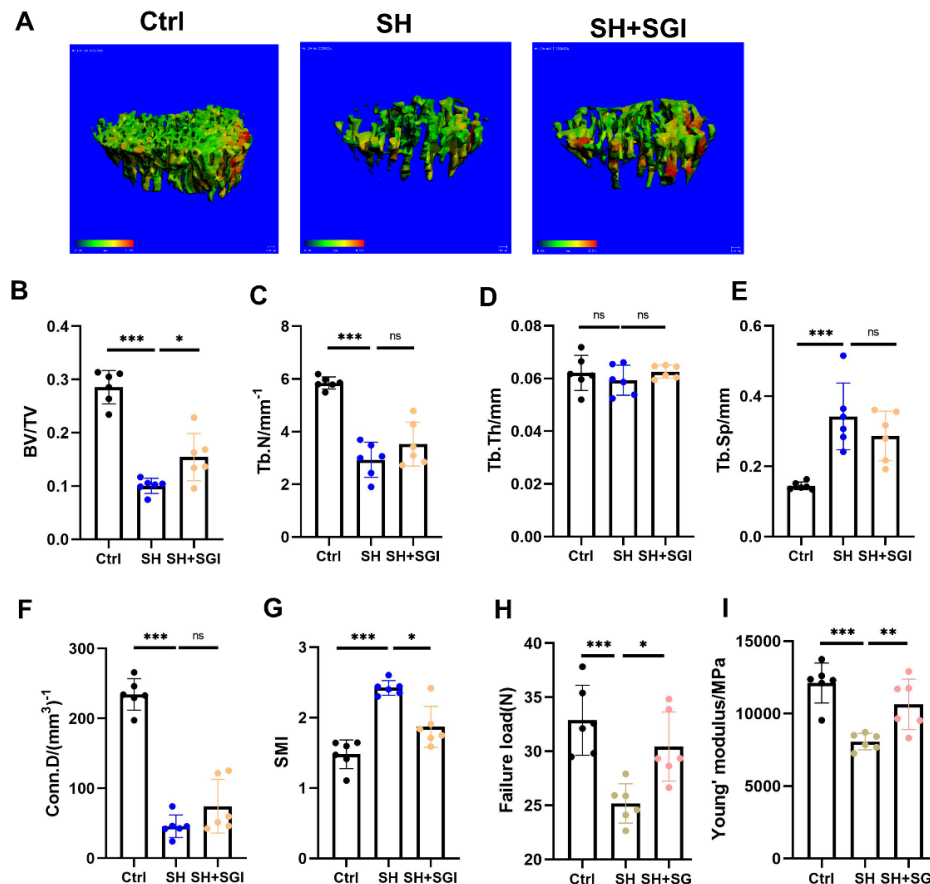 A
Ctrl
SH
SH+SGI
B
BV/TV
0.4
0.3
0.2
0.1
0.0
***
*
Ctrl
SH
SH+SGI
C
Tb.N/mm-1
8
6
4
2
0
***
ns
Ctrl
SH
SH+SGI
D
Tb.Th/mm
0.08
0.06
0.04
0.02
0.00
ns
ns
Ctrl
SH
SH+SGI
E
Tb.Sp/mm
0.6
0.4
0.2
0.0
***
ns
Ctrl
SH
SH+SGI
F
Conn.D/(mm3)-1
300
200
100
0
***
ns
Ctrl
SH
SH+SGI
G
SMI
4
3
2
1
0
***
*
Ctrl
SH
SH+SGI
H
Failure load(N)
40
35
30
25
20
***
*
Ctrl
SH
SH+SG
I
Young' modulus/MPa
15000
10000
5000
0
***
**
Ctrl
SH
SH+SGI